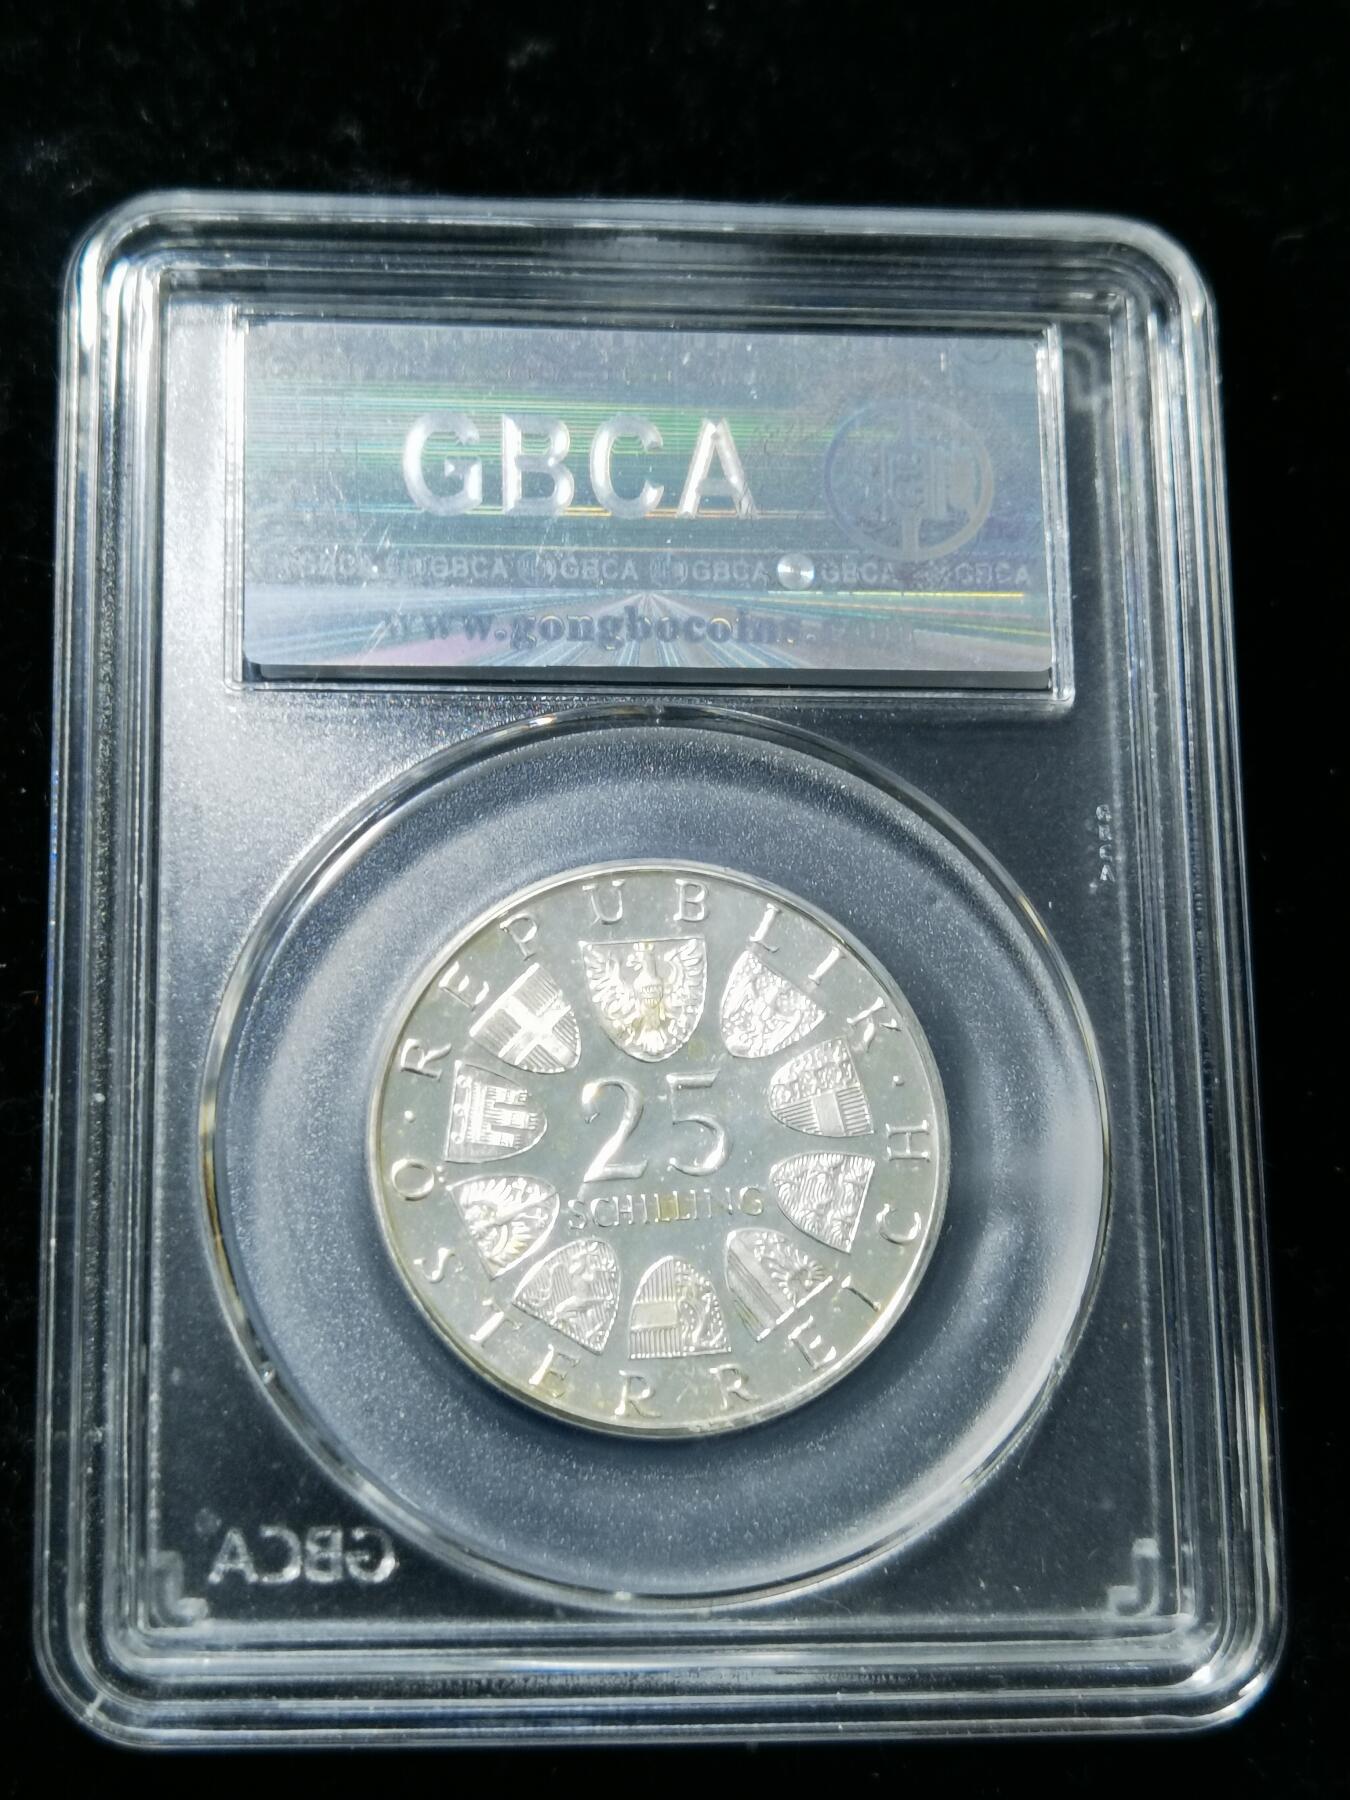 GBCA
GBCA GBCA GBCA GBCA GBCA
www.gongbocoins.com
REPUBLIK · ÖSTERREICH ·
25
SCHILLING
GBCA